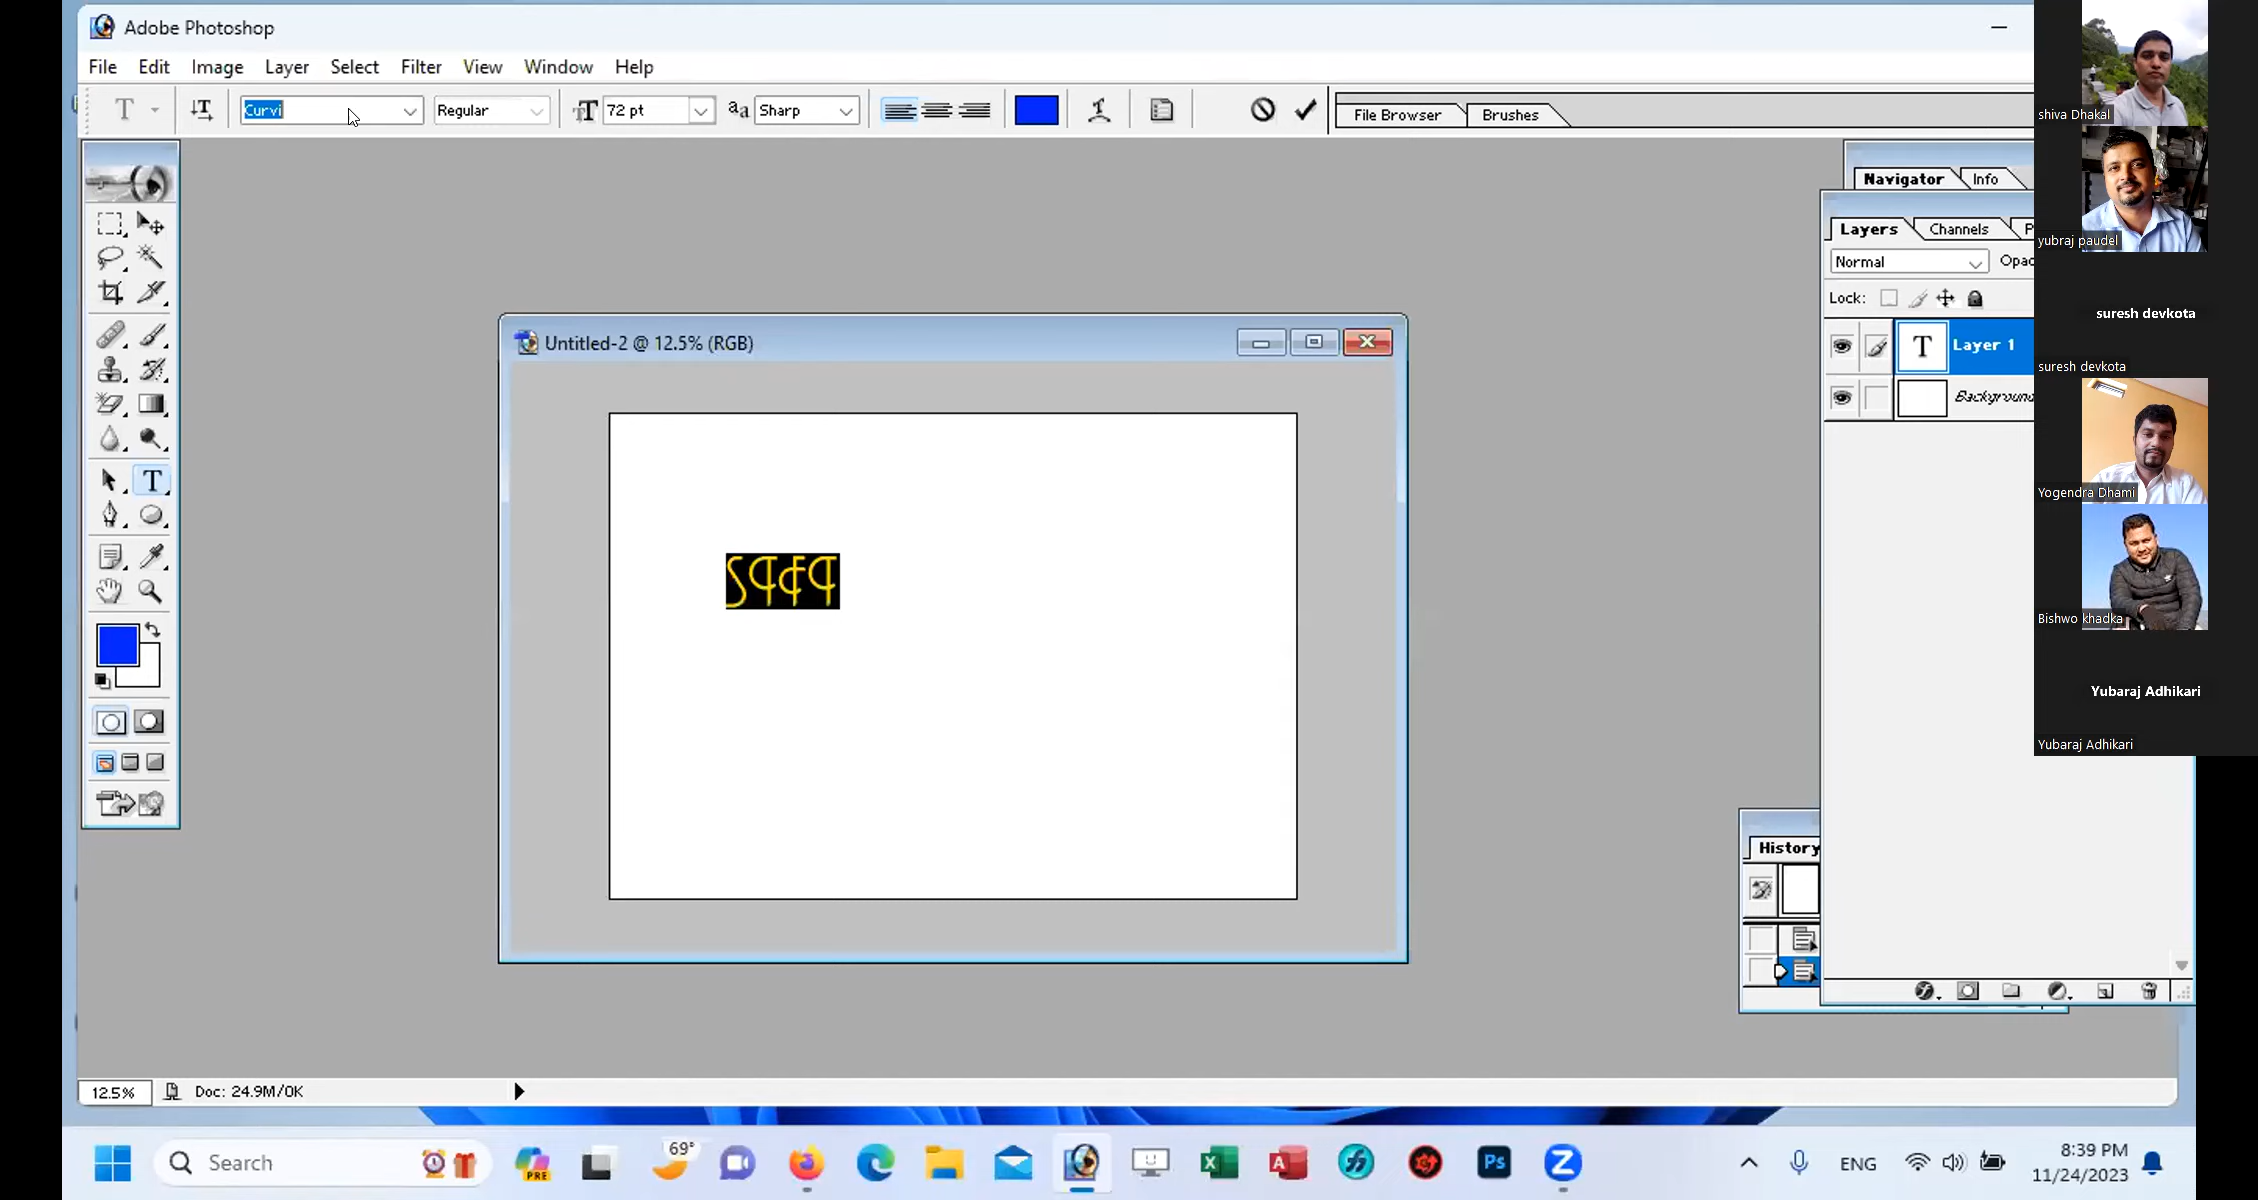 Adobe Photoshop
File Edit Image Layer Select Filter View Window Help
Curvi Regular 72 pt Sharp File Browser Brushes
Navigator Info
Layers Channels
Normal
Lock:
Layer 1
Background
Untitled-2 @ 12.5% (RGB)
History
12.5% Doc: 24.9M/0K
shiva Dhakal
yubraj paudel
suresh devkota
suresh devkota
Yogendra Dhami
Bishwo khadka
Yubaraj Adhikari
Yubaraj Adhikari
Search
69°
PRE
Ps
ENG
8:39 PM
11/24/2023